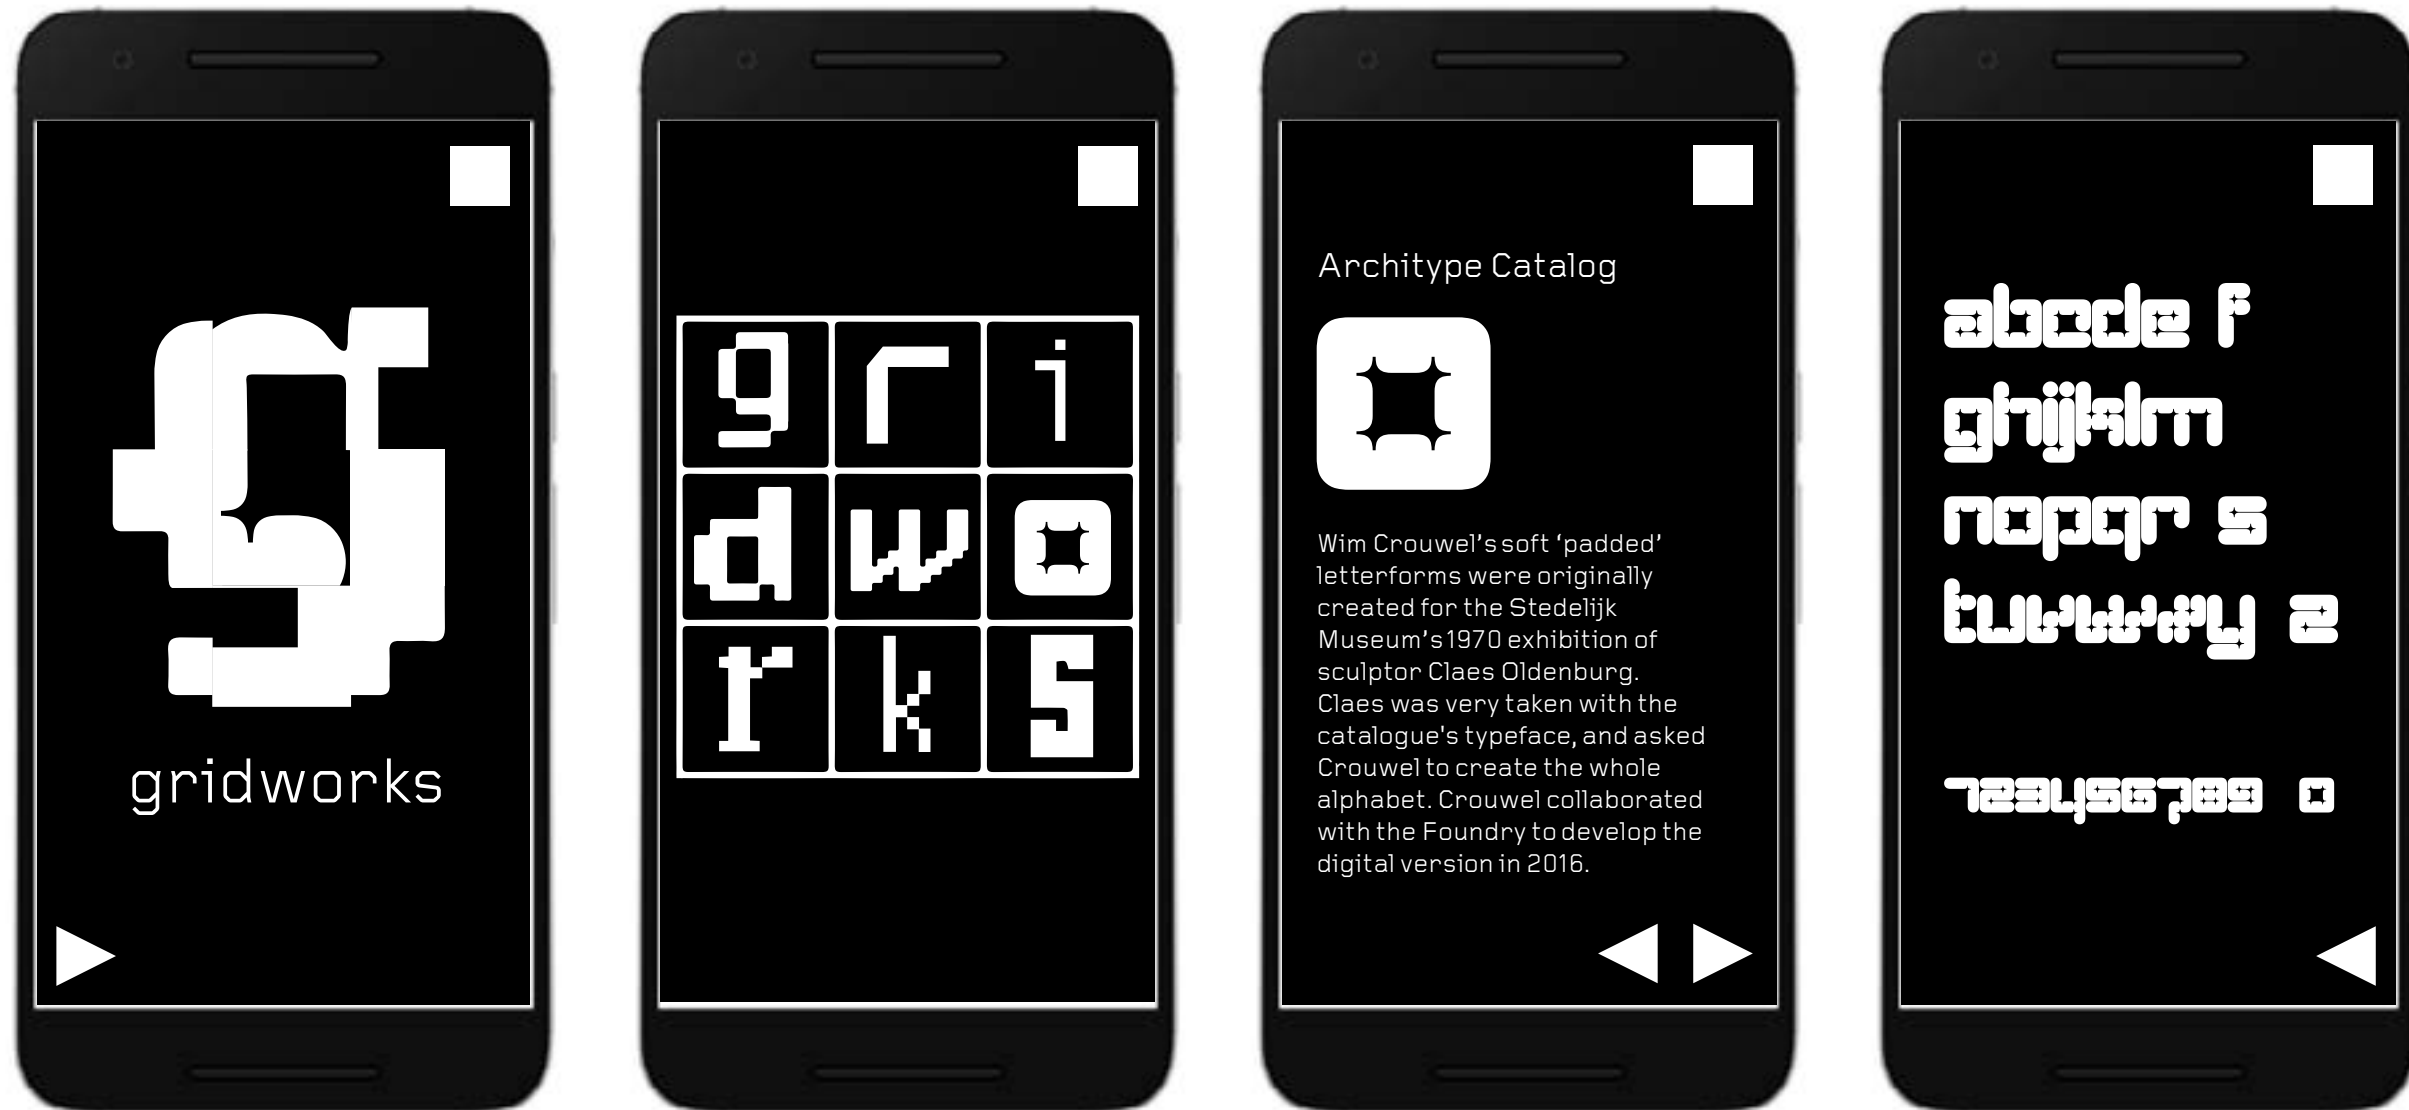 g
gridworks
g r i
d w o
r k s
Architype Catalog
o
Wim Crouwel’s soft ‘padded’
letterforms were originally
created for the Stedelijk
Museum’s 1970 exhibition of
sculptor Claes Oldenburg.
Claes was very taken with the
catalogue's typeface, and asked
Crouwel to create the whole
alphabet. Crouwel collaborated
with the Foundry to develop the
digital version in 2016.
abcde f
ghijklm
nopqr s
tuvwxy z
123456789 0